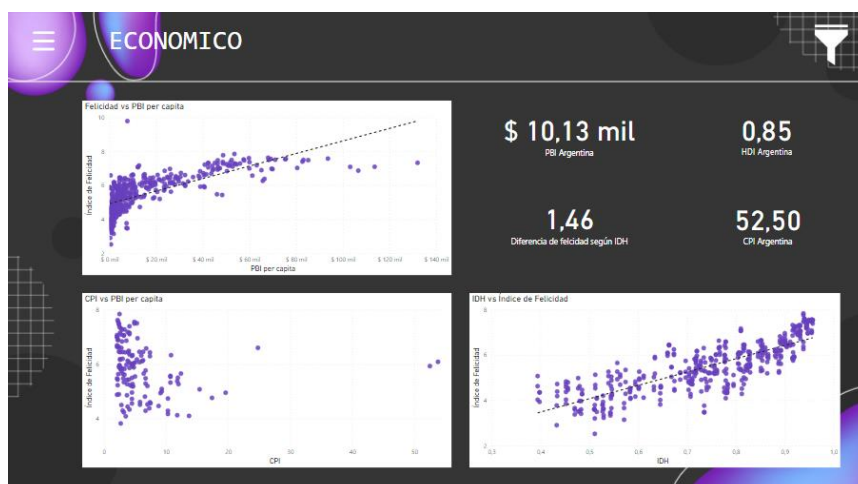 ECONOMICO
Felicidad vs PBI per capita
Índice de Felicidad
10
8
6
4
2
$ 0 mil
$ 20 mil
$ 40 mil
$ 60 mil
$ 80 mil
$ 100 mil
$ 120 mil
$ 140 mil
PBI per capita
$ 10,13 mil
PBI Argentina
0,85
HDI Argentina
1,46
Diferencia de felcidad según IDH
52,50
CPI Argentina
CPI vs PBI per capita
Índice de Felicidad
8
6
4
0
10
20
30
40
50
CPI
IDH vs Índice de Felicidad
Índice de Felicidad
8
6
4
2
0,3
0,4
0,5
0,6
0,7
0,8
0,9
1,0
IDH